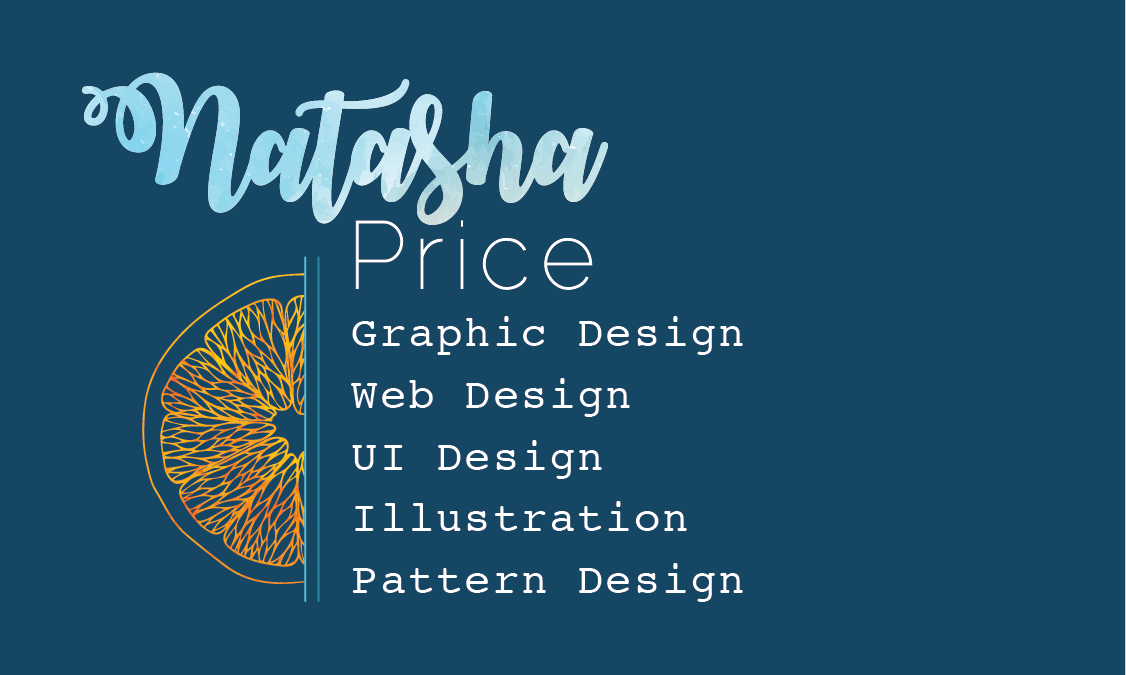 Natasha
Price
Graphic Design
Web Design
UI Design
Illustration
Pattern Design